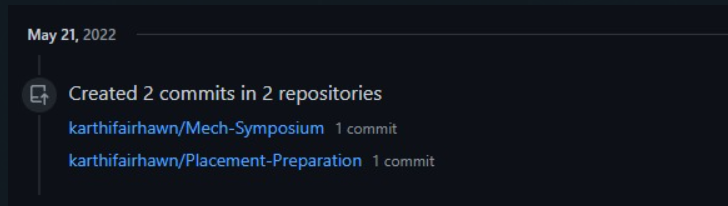 May 21, 2022
Created 2 commits in 2 repositories
karthifairhawn/Mech-Symposium 1 commit
karthifairhawn/Placement-Preparation 1 commit